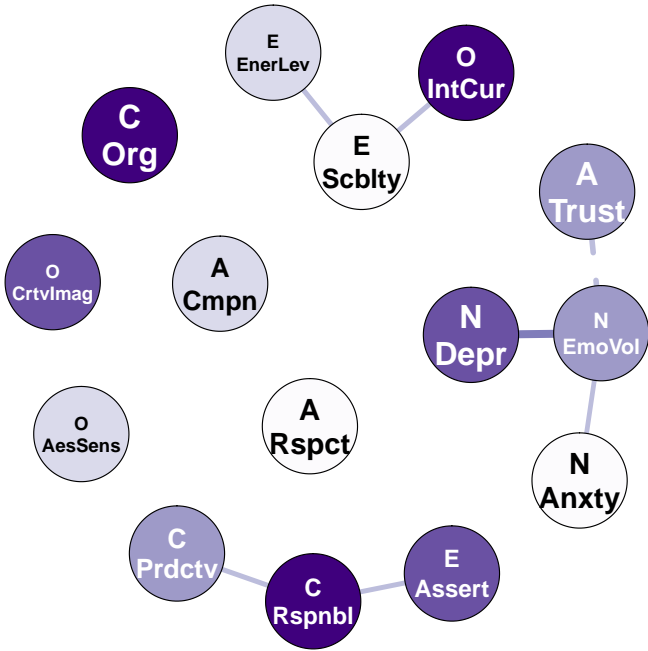 E
EnerLev
O
IntCur
C
Org
E
Scblty
A
Trust
O
CrtvImag
A
Cmpn
N
Depr
N
EmoVol
O
AesSens
A
Rspct
N
Anxty
C
Prdctv
C
Rspnbl
E
Assert